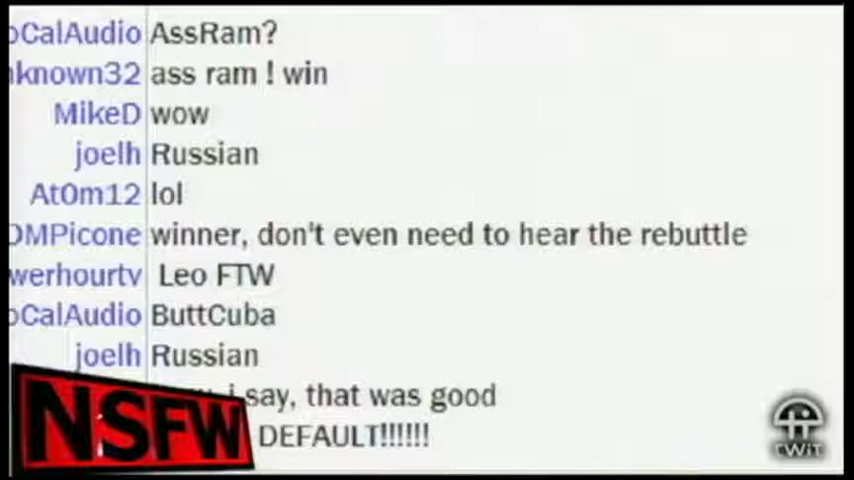 oCalAudio AssRam?
nknown32 ass ram ! win
MikeD wow
joelh Russian
At0m12 lol
OMPicone winner, don't even need to hear the rebuttle
werhourtv Leo FTW
oCalAudio ButtCuba
joelh Russian
i say, that was good
DEFAULT!!!!!!
NSFW
TWiT